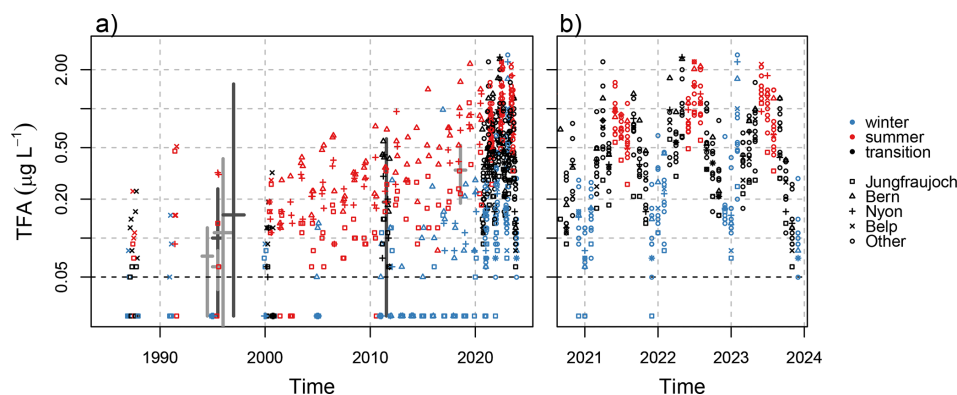 a)
b)
TFA (µg L⁻¹)
2.00
0.50
0.20
0.05
1990
2000
2010
2020
Time
2021
2022
2023
2024
Time
winter
summer
transition
Jungfraujoch
Bern
Nyon
Belp
Other